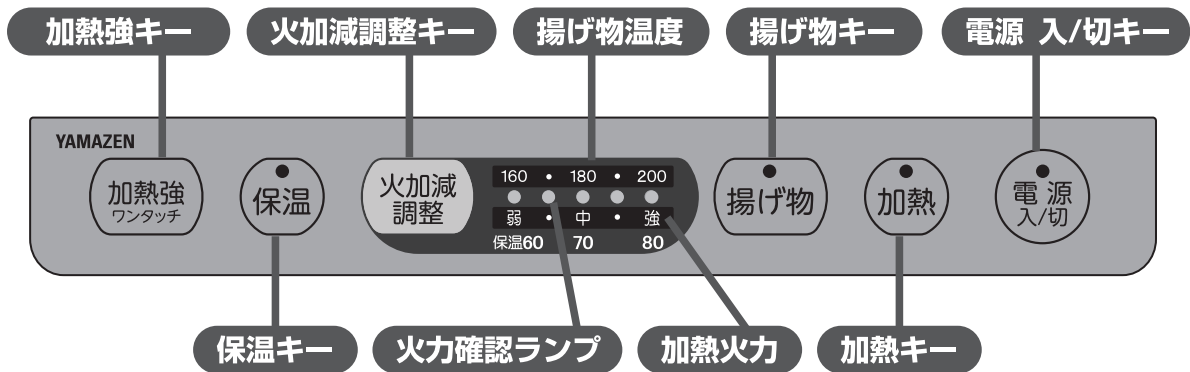 加熱強キー
火加減調整キー
揚げ物温度
揚げ物キー
電源 入/切キー
YAMAZEN
加熱強
ワンタッチ
保温
火加減
調整
160 • 180 • 200
弱 • 中 • 強
保温60 70 80
揚げ物
加熱
電源
入/切
保温キー
火力確認ランプ
加熱火力
加熱キー